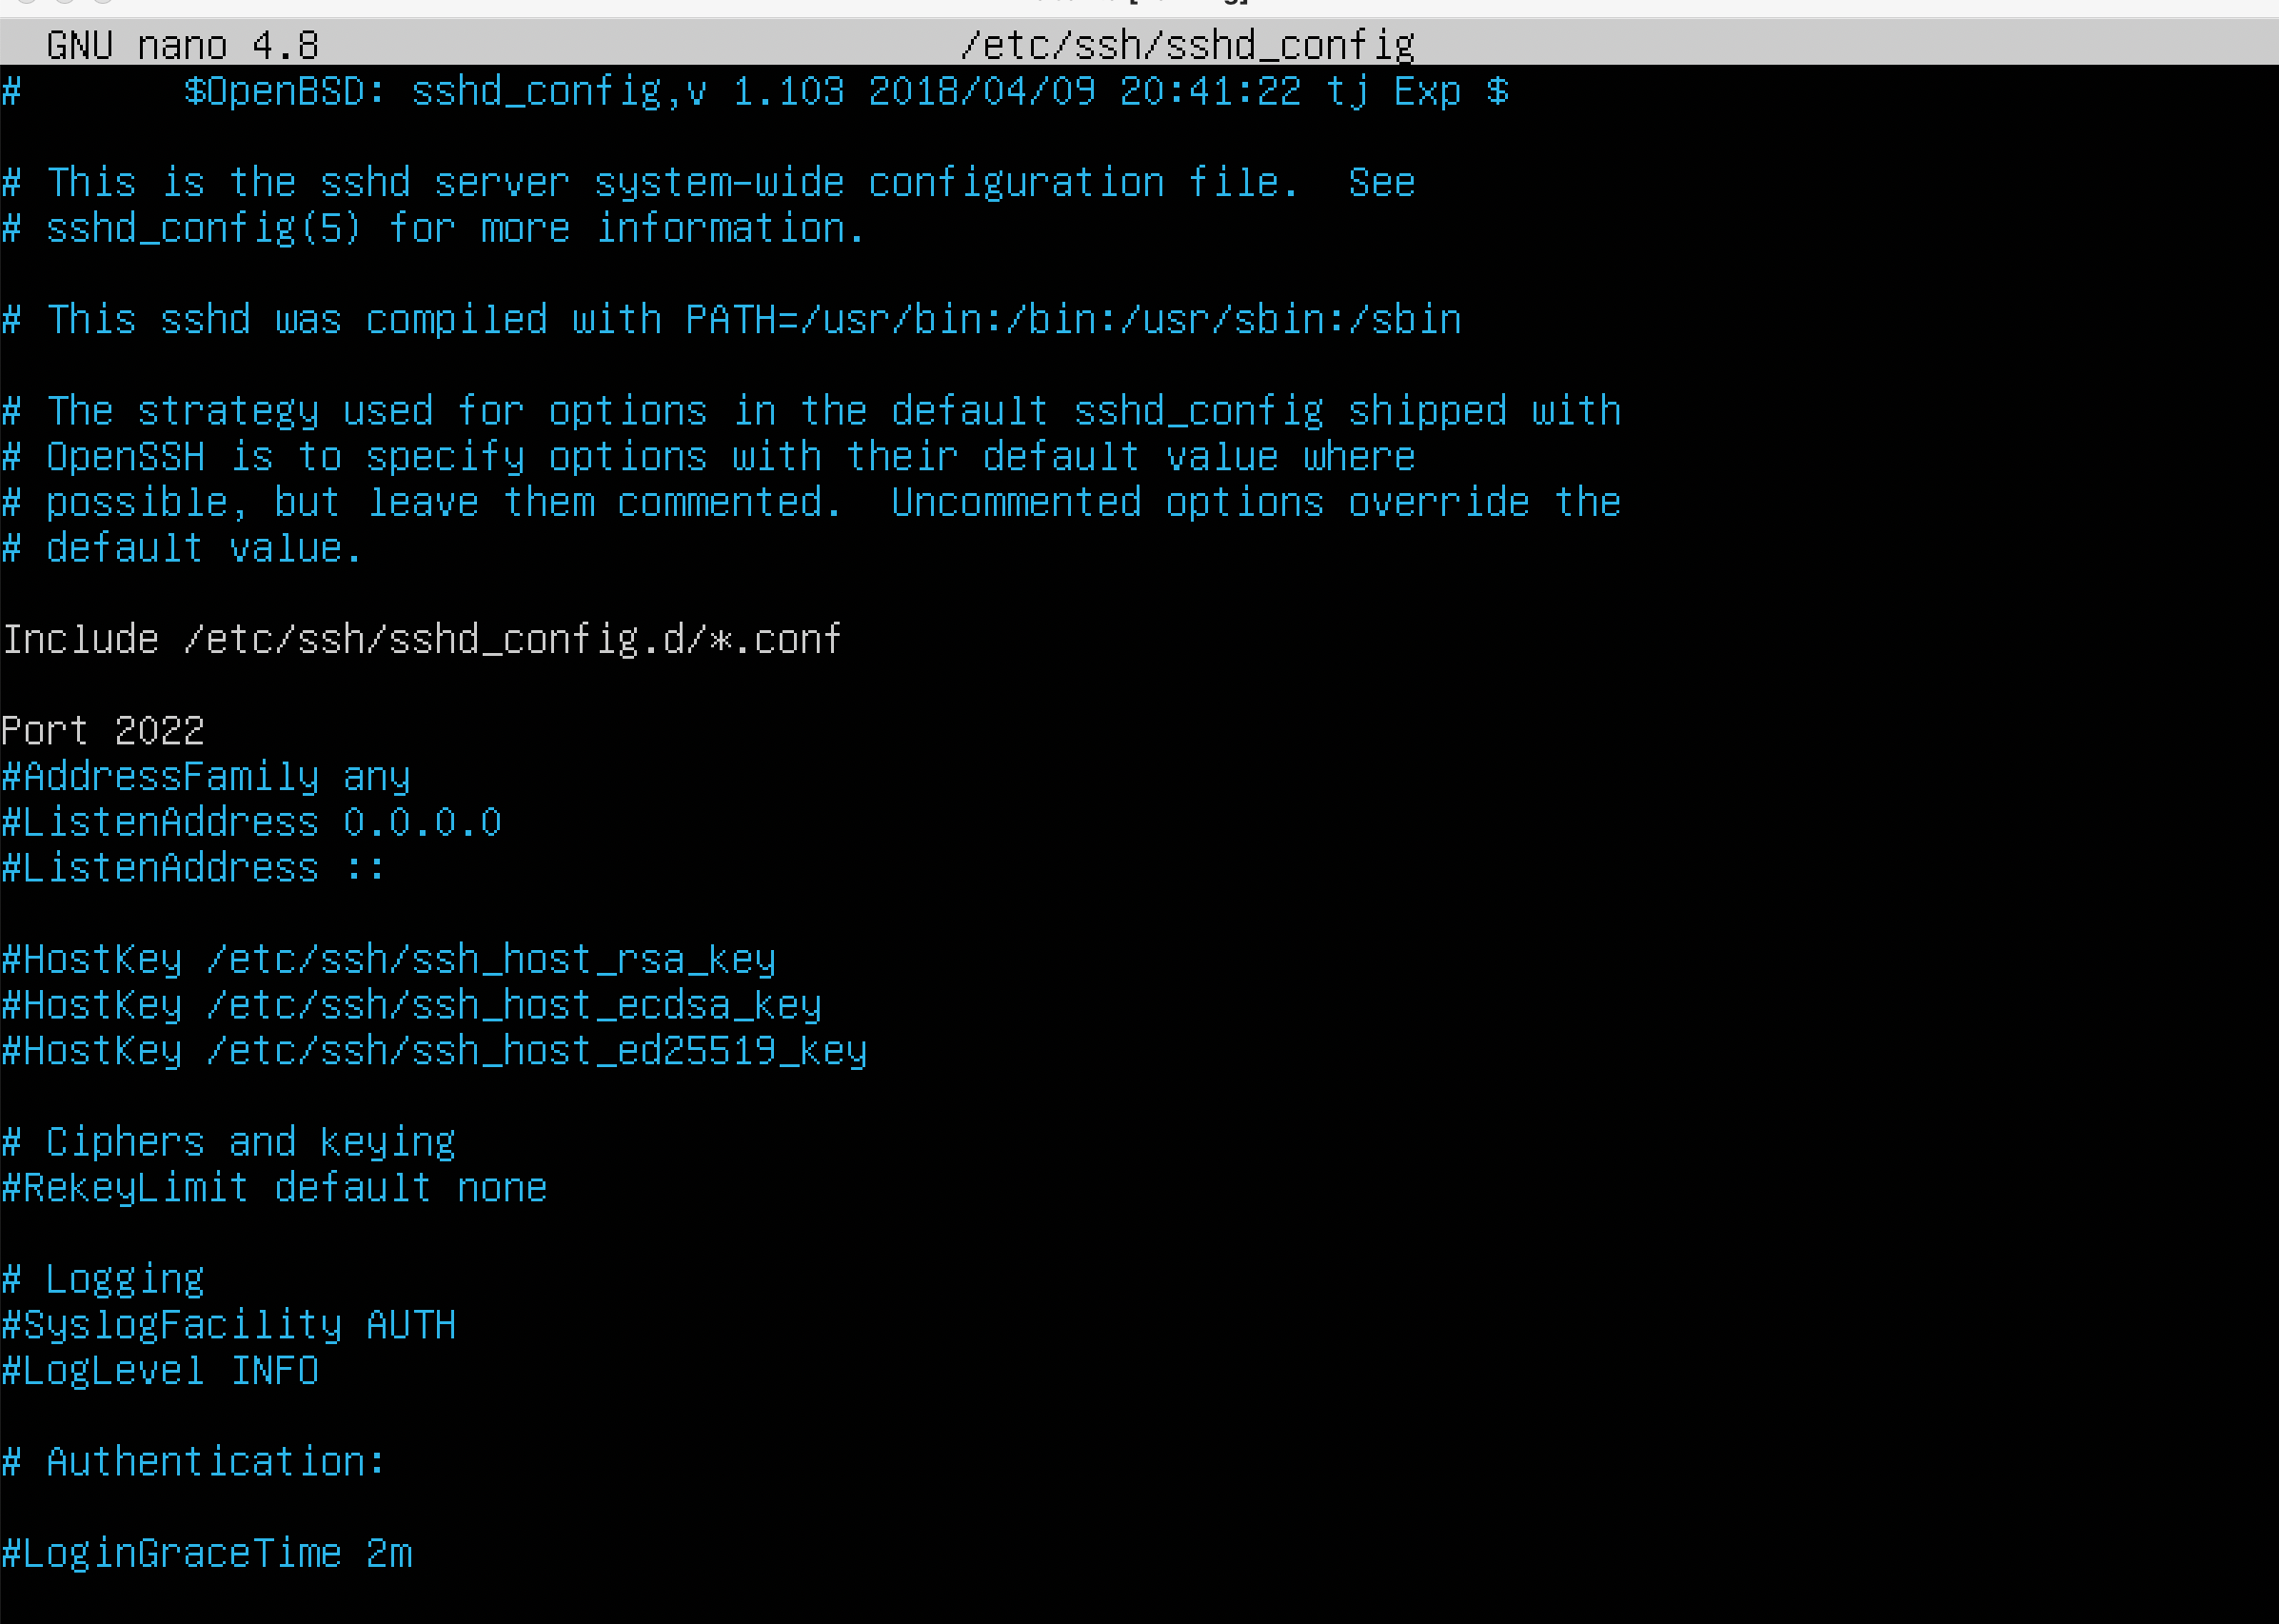 GNU nano 4.8 /etc/ssh/sshd_config
# $OpenBSD: sshd_config,v 1.103 2018/04/09 20:41:22 tj Exp $
# This is the sshd server system-wide configuration file. See
# sshd_config(5) for more information.
# This sshd was compiled with PATH=/usr/bin:/bin:/usr/sbin:/sbin
# The strategy used for options in the default sshd_config shipped with
# OpenSSH is to specify options with their default value where
# possible, but leave them commented. Uncommented options override the
# default value.
Include /etc/ssh/sshd_config.d/*.conf
Port 2022
#AddressFamily any
#ListenAddress 0.0.0.0
#ListenAddress ::
#HostKey /etc/ssh/ssh_host_rsa_key
#HostKey /etc/ssh/ssh_host_ecdsa_key
#HostKey /etc/ssh/ssh_host_ed25519_key
# Ciphers and keying
#RekeyLimit default none
# Logging
#SyslogFacility AUTH
#LogLevel INFO
# Authentication:
#LoginGraceTime 2m